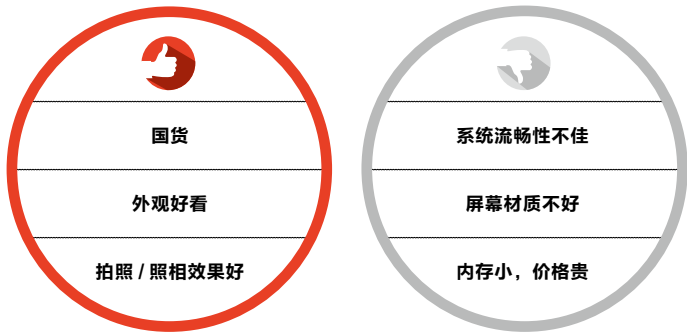 国货
外观好看
拍照 / 照相效果好
系统流畅性不佳
屏幕材质不好
内存小，价格贵